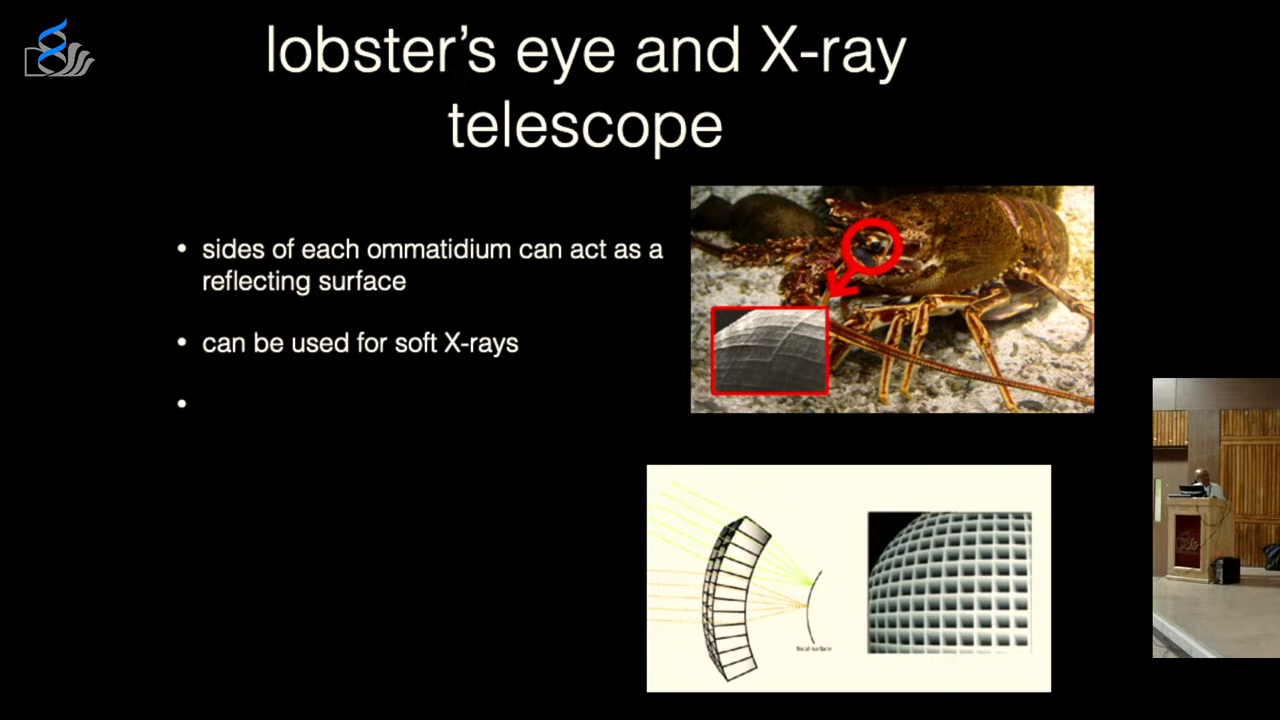 lobster's eye and X-ray
telescope
• sides of each ommatidium can act as a
reflecting surface
• can be used for soft X-rays
•
focal surface